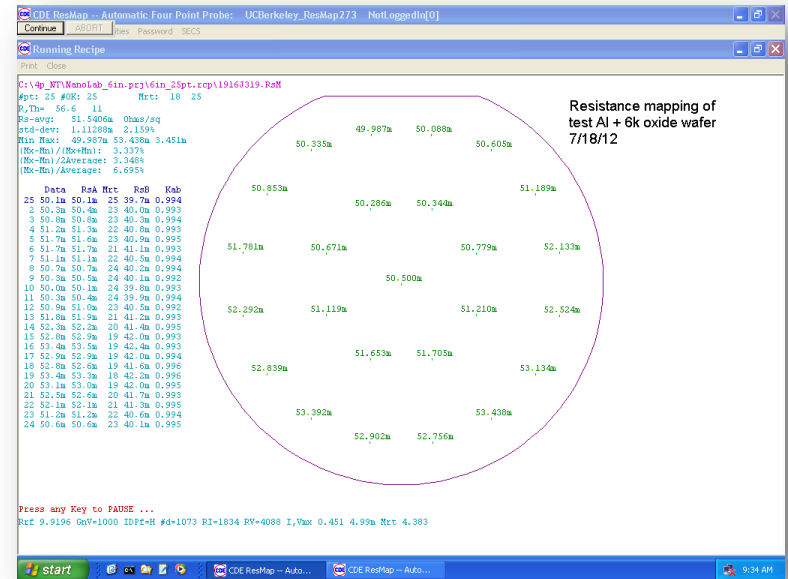 CDE ResMap -- Automatic Four Point Probe: UCBerkeley_ResMap273 NotLoggedIn[0]
Continue ABORT ities Password SECS
Running Recipe
Print Close
C:\4p_NT\NanoLab_6in.prj\6in_25pt.rcp\1916J319.RsM
#pt: 25 #OK: 25 Mrt: 18 25
R,Th= 56.6 11
Rs-avg: 51.5406m Ohms/sq
std-dev: 1.11288m 2.159%
Min Max: 49.987m 53.438m 3.451m
(Mx-Mn)/(Mx+Mn): 3.337%
(Mx-Mn)/2Average: 3.348%
(Mx-Mn)/Average: 6.695%
Data RsA Mrt RsB Kab
25 50.1m 50.1m 25 39.7m 0.994
2 50.3m 50.4m 23 40.0m 0.993
3 50.8m 50.8m 23 40.3m 0.994
4 51.2m 51.3m 22 40.8m 0.993
5 51.7m 51.6m 23 40.9m 0.995
6 51.7m 51.7m 21 41.1m 0.993
7 51.1m 51.1m 22 40.5m 0.994
8 50.7m 50.7m 24 40.2m 0.994
9 50.3m 50.5m 24 40.1m 0.992
10 50.0m 50.1m 24 39.8m 0.993
11 50.3m 50.4m 24 39.9m 0.994
12 50.9m 51.0m 23 40.5m 0.992
13 51.8m 51.9m 21 41.2m 0.993
14 52.3m 52.2m 20 41.4m 0.995
15 52.8m 52.9m 19 42.0m 0.993
16 53.4m 53.5m 19 42.4m 0.993
17 52.9m 52.9m 19 42.0m 0.994
18 52.8m 52.6m 19 41.6m 0.996
19 53.4m 53.3m 18 42.2m 0.996
20 53.1m 53.0m 19 42.0m 0.995
21 52.5m 52.6m 20 41.7m 0.993
22 52.1m 52.1m 21 41.3m 0.995
23 51.2m 51.2m 22 40.6m 0.994
24 50.6m 50.6m 23 40.1m 0.995
Resistance mapping of
test Al + 6k oxide wafer
7/18/12
49.987m 50.088m
50.335m 50.605m
50.853m 51.189m
50.286m 50.344m
51.781m 50.671m 50.779m 52.133m
50.500m
52.292m 51.119m 51.210m 52.524m
51.653m 51.705m
52.839m 53.134m
53.392m 53.438m
52.902m 52.756m
Press any Key to PAUSE ...
Rrf 9.9196 GnV=1000 IDPf=H #d=1073 RI=1834 RV=4088 I,Vmx 0.451 4.99m Mrt 4.383
start CDE ResMap -- Auto... CDE ResMap -- Auto... 9:34 AM